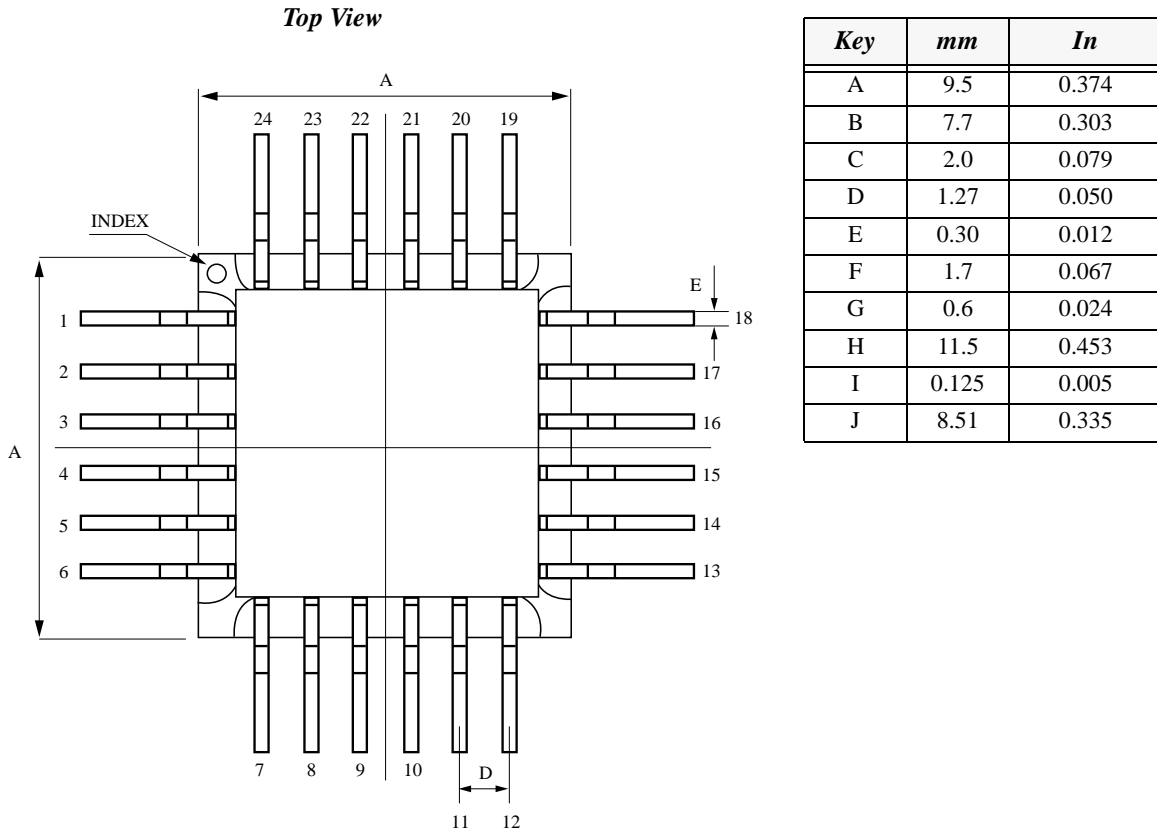 Top View
A
24 23 22 21 20 19
INDEX
E
1
18
2
17
3
16
A
4
15
5
14
6
13
7 8 9 10 D
11 12
Key mm In
A 9.5 0.374
B 7.7 0.303
C 2.0 0.079
D 1.27 0.050
E 0.30 0.012
F 1.7 0.067
G 0.6 0.024
H 11.5 0.453
I 0.125 0.005
J 8.51 0.335